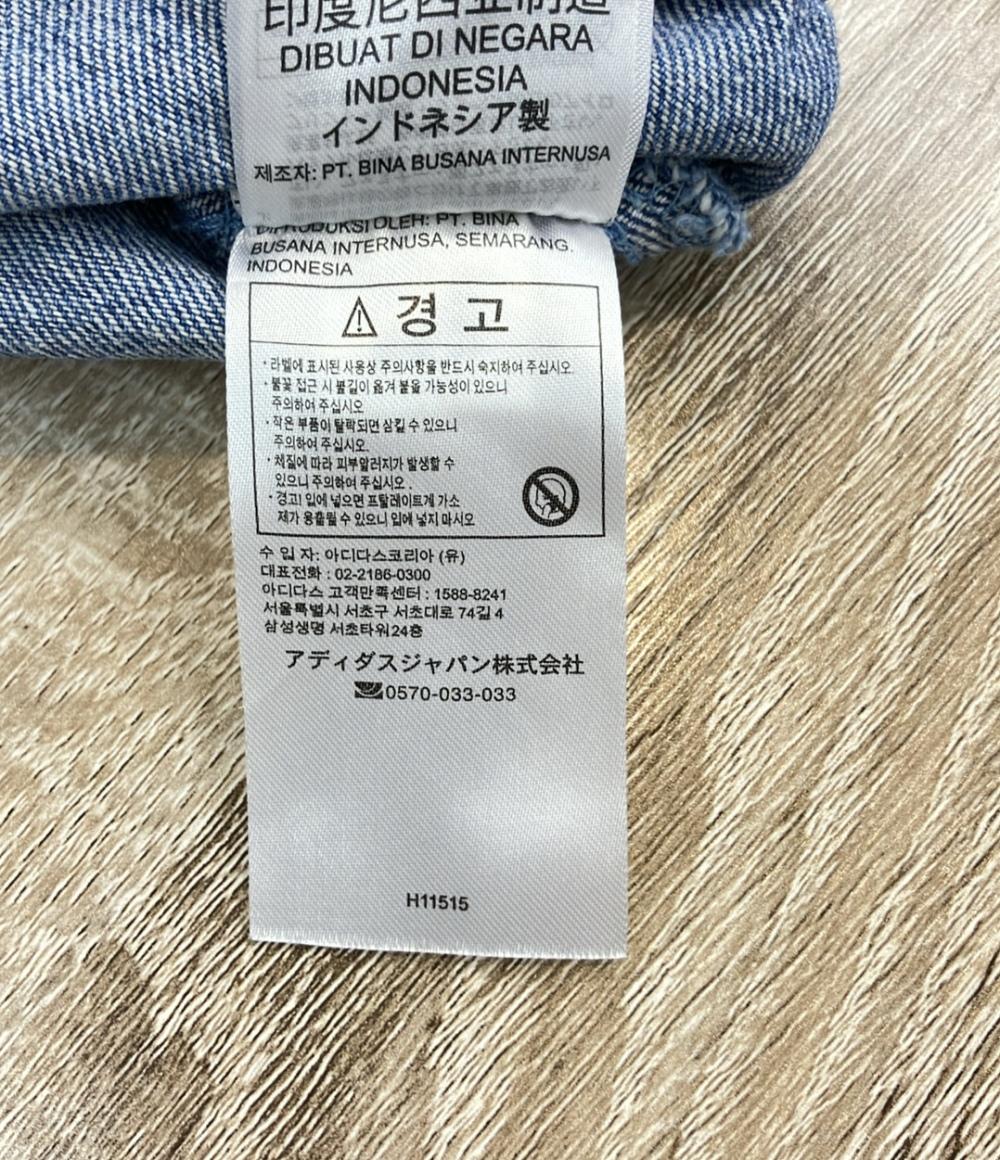 印度尼西亚制造
DIBUAT DI NEGARA
INDONESIA
インドネシア製
제조자: PT. BINA BUSANA INTERNUSA
DIPRODUKSI OLEH: PT. BINA
BUSANA INTERNUSA, SEMARANG.
INDONESIA
경 고
· 라벨에 표시된 사용상 주의사항을 반드시 숙지하여 주십시오.
· 불꽃 접근 시 불길이 옮겨 붙을 가능성이 있으니
주의하여 주십시오
· 작은 부품이 탈락되면 삼킬 수 있으니
주의하여 주십시오.
· 체질에 따라 피부알러지가 발생할 수
있으니 주의하여 주십시오 .
· 경고! 입에 넣으면 프탈레이트계 가소
제가 용출될 수 있으니 입에 넣지 마시오
수 입 자: 아디다스코리아 (유)
대표전화 : 02-2186-0300
아디다스 고객만족센터 : 1588-8241
서울특별시 서초구 서초대로 74길 4
삼성생명 서초타워24층
アディダスジャパン株式会社
0570-033-033
H11515